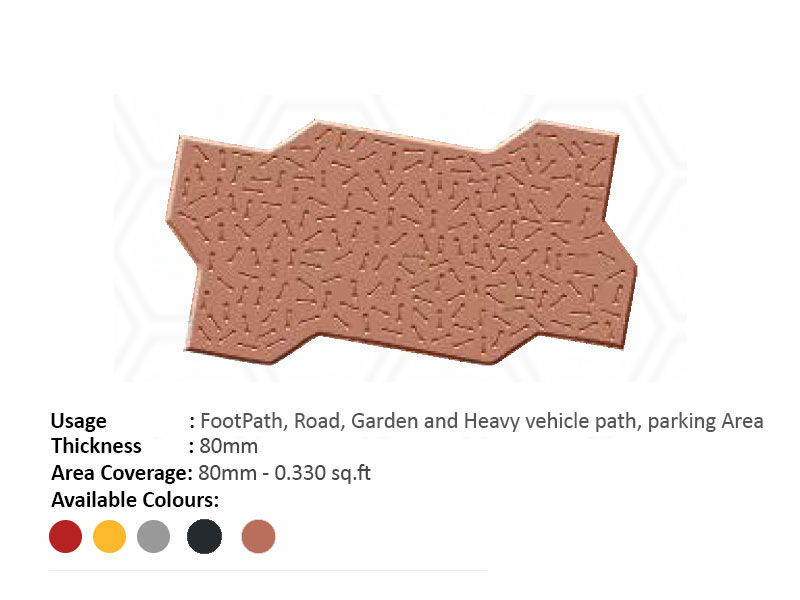 Usage : FootPath, Road, Garden and Heavy vehicle path, parking Area
Thickness : 80mm
Area Coverage: 80mm - 0.330 sq.ft
Available Colours: